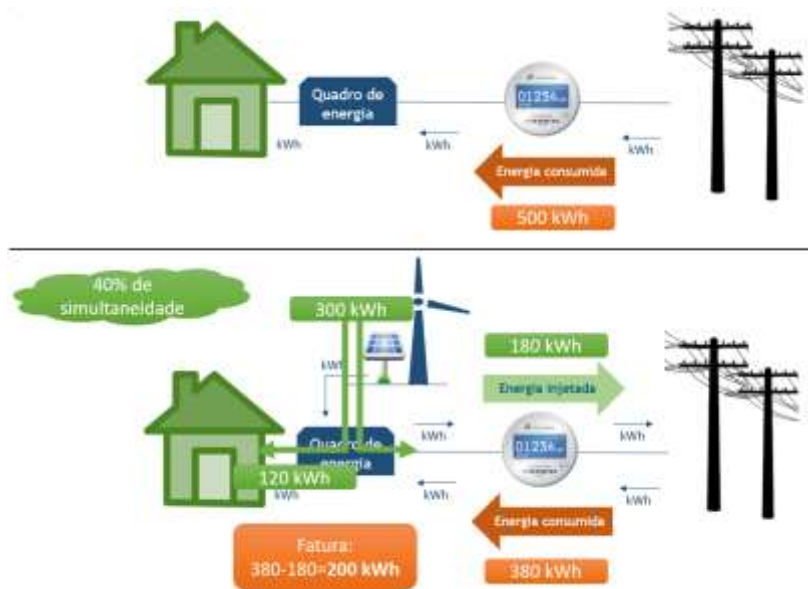 Quadro de
energia
01234
kWh
kWh
kWh
Energia consumida
500 kWh
40% de
simultaneidade
300 kWh
kWh
180 kWh
Energia Injetada
Quadro de
energia
kWh
kWh
01234
120 kWh
kWh
kWh
kWh
Energia consumida
Fatura:
380-180=200 kWh
380 kWh